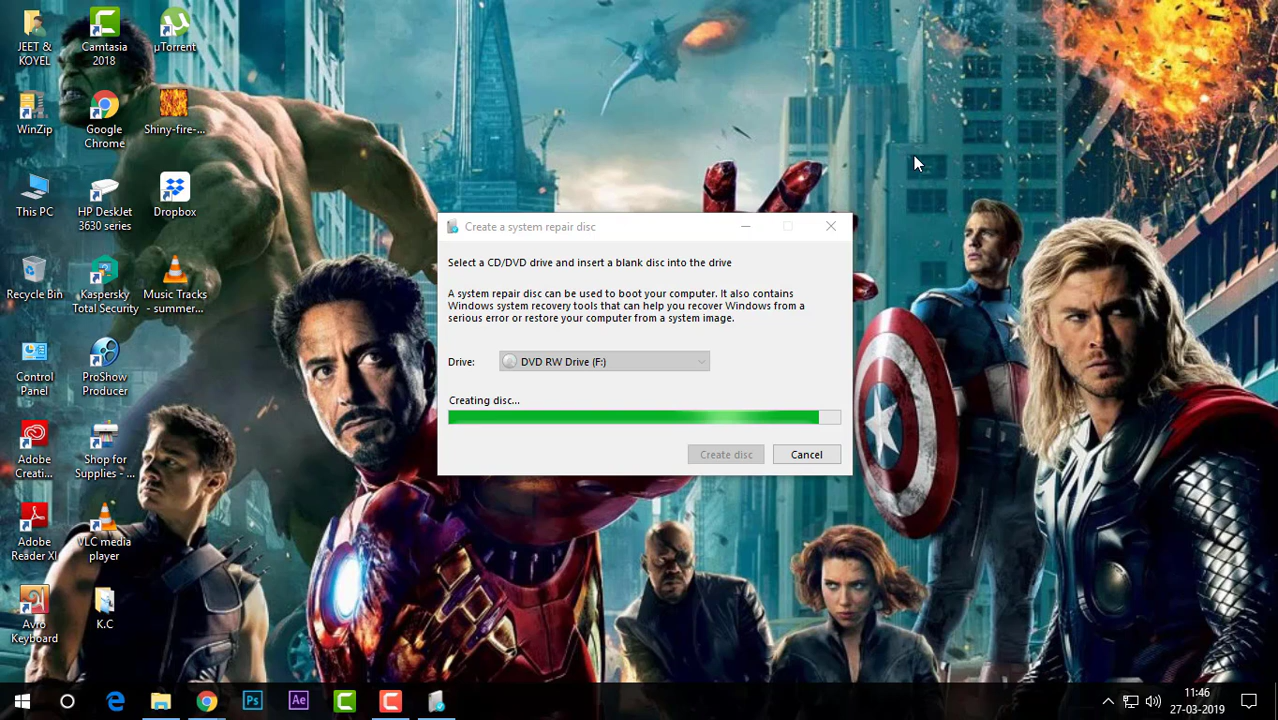 JEET &
KOYEL
Camtasia
2018
µTorrent
WinZip
Google
Chrome
Shiny-fire-...
This PC
HP DeskJet
3630 series
Dropbox
Recycle Bin
Kaspersky
Total Security
Music Tracks
- summer...
Control
Panel
ProShow
Producer
Adobe
Creati...
Shop for
Supplies - ...
Adobe
Reader XI
VLC media
player
Avro
Keyboard
K.C
Create a system repair disc
Select a CD/DVD drive and insert a blank disc into the drive
A system repair disc can be used to boot your computer. It also contains
Windows system recovery tools that can help you recover Windows from a
serious error or restore your computer from a system image.
Drive:
DVD RW Drive (F:)
Creating disc...
Create disc
Cancel
Ps
Ae
11:46
27-03-2019